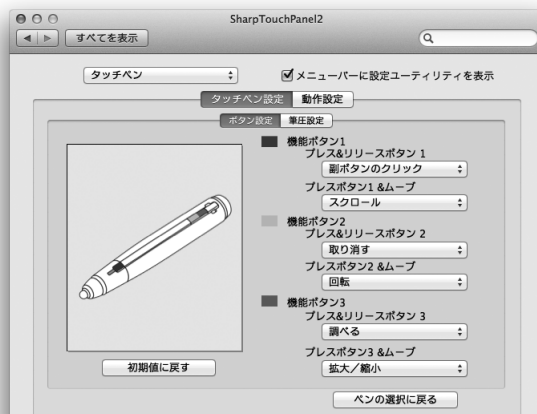 SharpTouchPanel2
すべてを表示
タッチペン
メニューバーに設定ユーティリティを表示
タッチペン設定 動作設定
ボタン設定 筆圧設定
機能ボタン1
プレス&リリースボタン 1
副ボタンのクリック
プレスボタン1 &ムーブ
スクロール
機能ボタン2
プレス&リリースボタン 2
取り消す
プレスボタン2 &ムーブ
回転
機能ボタン3
プレス&リリースボタン 3
調べる
プレスボタン3 &ムーブ
拡大／縮小
初期値に戻す
ペンの選択に戻る